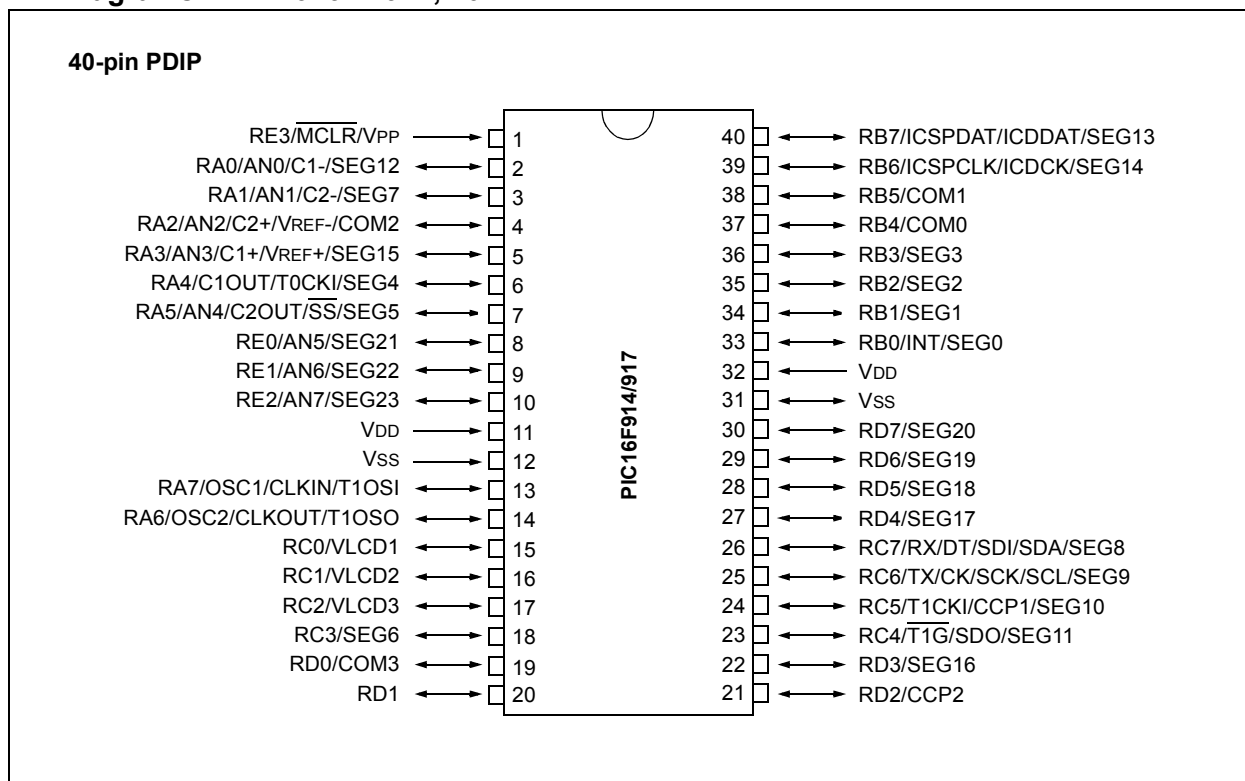 40-pin PDIP
RE3/MCLR/VPP 1
RA0/AN0/C1-/SEG12 2
RA1/AN1/C2-/SEG7 3
RA2/AN2/C2+/VREF-/COM2 4
RA3/AN3/C1+/VREF+/SEG15 5
RA4/C1OUT/T0CKI/SEG4 6
RA5/AN4/C2OUT/SS/SEG5 7
RE0/AN5/SEG21 8
RE1/AN6/SEG22 9
RE2/AN7/SEG23 10
VDD 11
VSS 12
RA7/OSC1/CLKIN/T1OSI 13
RA6/OSC2/CLKOUT/T1OSO 14
RC0/VLCD1 15
RC1/VLCD2 16
RC2/VLCD3 17
RC3/SEG6 18
RD0/COM3 19
RD1 20
PIC16F914/917
40 RB7/ICSPDAT/ICDDAT/SEG13
39 RB6/ICSPCLK/ICDCK/SEG14
38 RB5/COM1
37 RB4/COM0
36 RB3/SEG3
35 RB2/SEG2
34 RB1/SEG1
33 RB0/INT/SEG0
32 VDD
31 VSS
30 RD7/SEG20
29 RD6/SEG19
28 RD5/SEG18
27 RD4/SEG17
26 RC7/RX/DT/SDI/SDA/SEG8
25 RC6/TX/CK/SCK/SCL/SEG9
24 RC5/T1CKI/CCP1/SEG10
23 RC4/T1G/SDO/SEG11
22 RD3/SEG16
21 RD2/CCP2